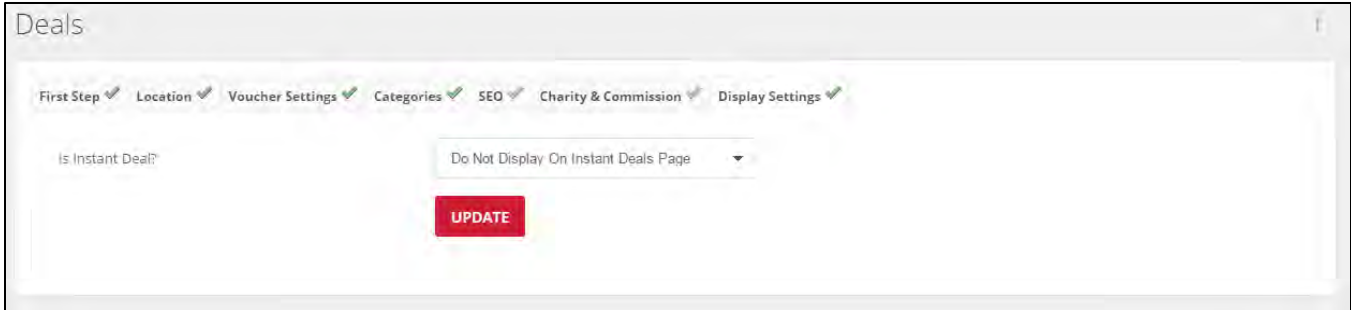 Deals
First Step Location Voucher Settings Categories SEO Charity & Commission Display Settings
Is Instant Deal?
Do Not Display On Instant Deals Page
UPDATE